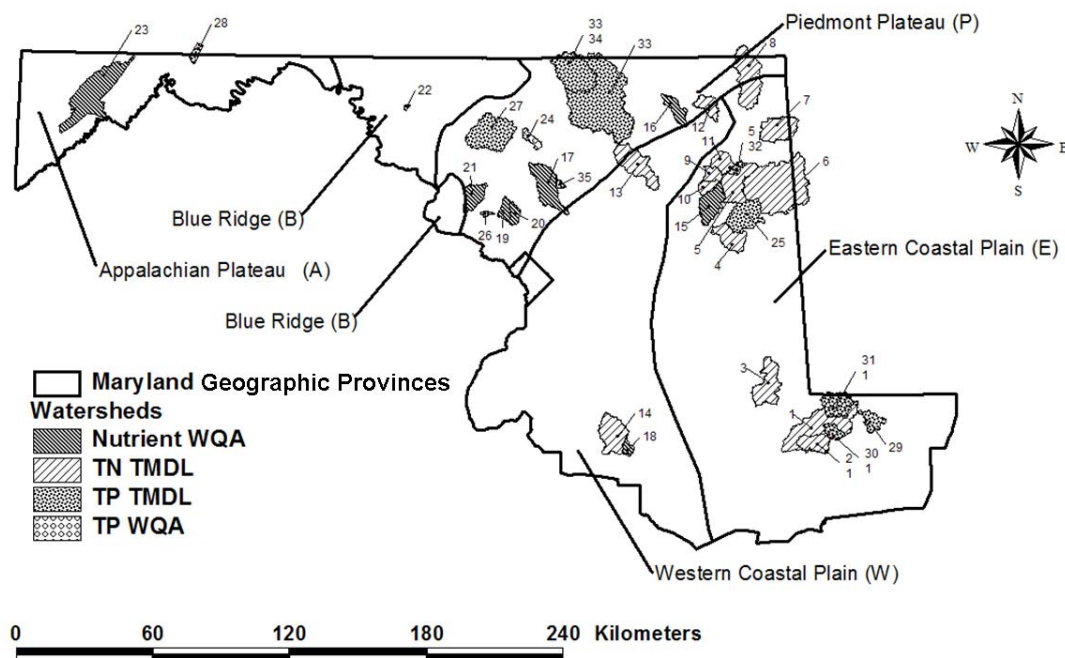 23
28
33
34
33
Piedmont Plateau (P)
8
22
27
24
16
12
7
N
W
E
S
21
17
35
11
5
32
9
6
13
10
Blue Ridge (B)
26
19
20
15
5
4
25
Appalachian Plateau (A)
Eastern Coastal Plain (E)
Blue Ridge (B)
Maryland Geographic Provinces
Watersheds
Nutrient WQA
TN TMDL
TP TMDL
TP WQA
3
31
1
14
1
18
29
2
1
30
1
Western Coastal Plain (W)
0 60 120 180 240 Kilometers